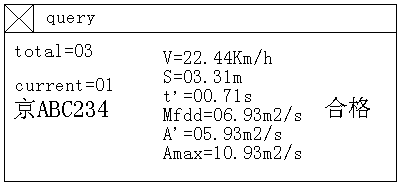 query
total=03
current=01
京ABC234
V=22.44Km/h
S=03.31m
t'=00.71s
Mfdd=06.93m2/s
A'=05.93m2/s
Amax=10.93m2/s
合格